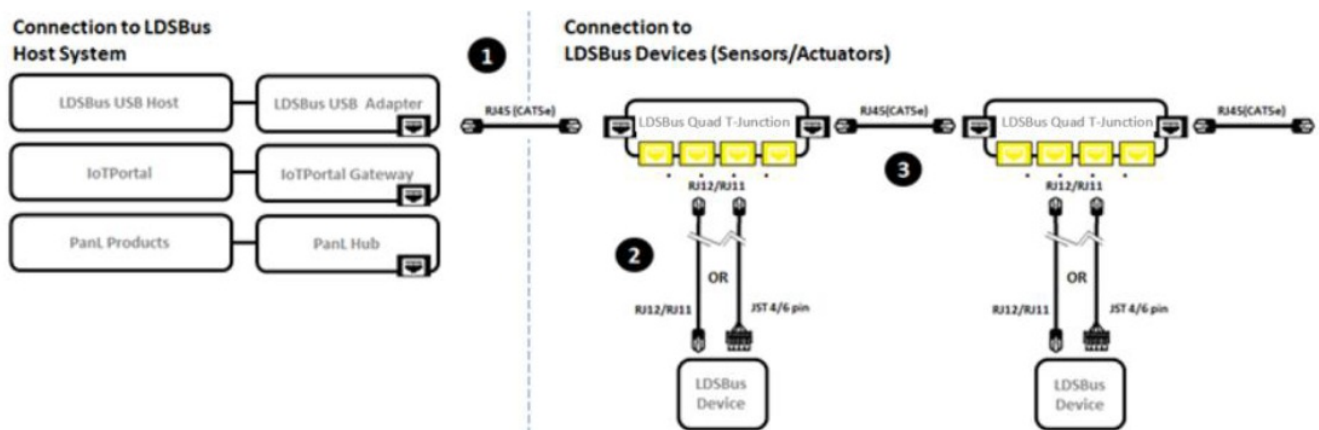 Connection to LDSBus
Host System
LDSBus USB Host
LDSBus USB Adapter
IoTPortal
IoTPortal Gateway
PanL Products
PanL Hub
1
RJ45 (CAT5e)
Connection to
LDSBus Devices (Sensors/Actuators)
LDSBus Quad T-Junction
RJ45(CAT5e)
LDSBus Quad T-Junction
RJ45(CAT5e)
3
RJ12/RJ11
RJ12/RJ11
2
OR
OR
RJ12/RJ11
JST 4/6 pin
RJ12/RJ11
JST 4/6 pin
LDSBus
Device
LDSBus
Device